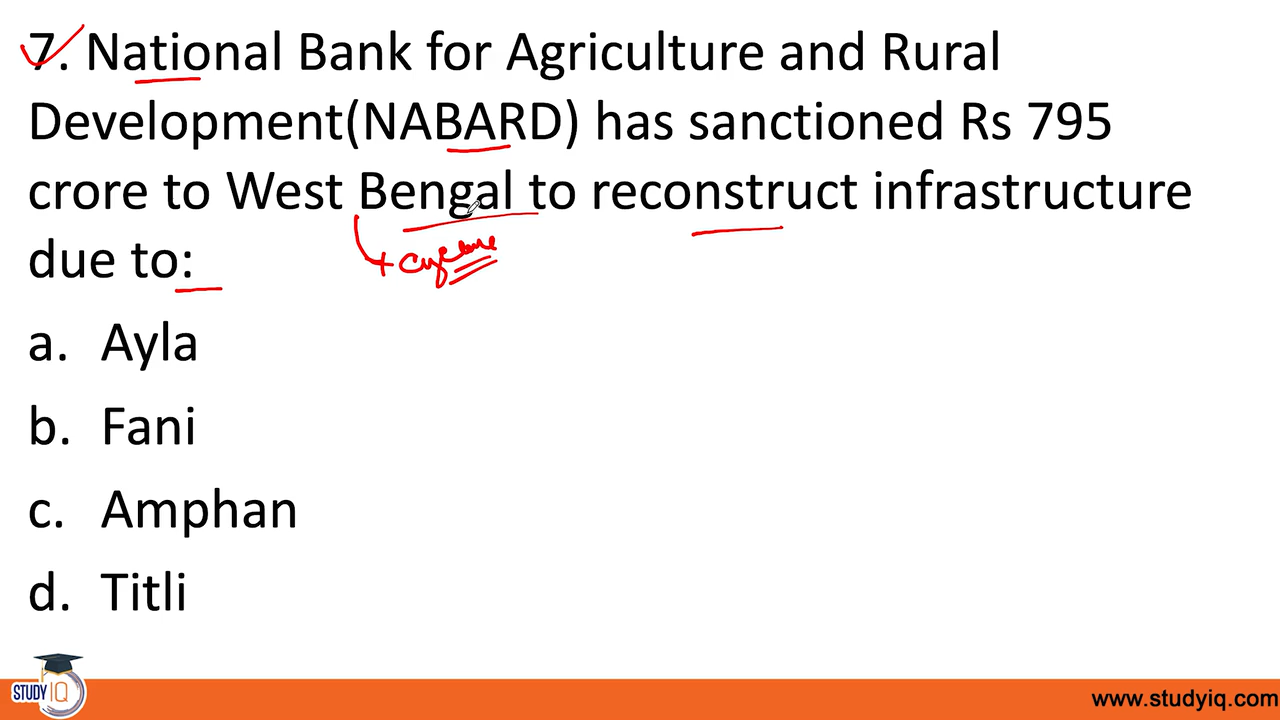 7. National Bank for Agriculture and Rural
Development(NABARD) has sanctioned Rs 795
crore to West Bengal to reconstruct infrastructure
due to:
cyclone
a. Ayla
b. Fani
c. Amphan
d. Titli
STUDY IQ
www.studyiq.com